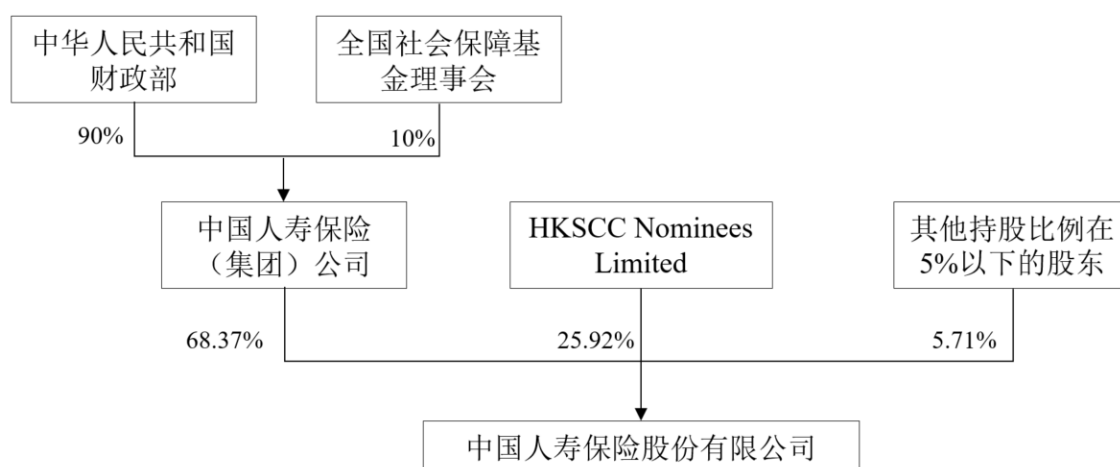 中华人民共和国
财政部
全国社会保障基
金理事会
90%
10%
中国人寿保险
（集团）公司
HKSCC Nominees
Limited
其他持股比例在
5%以下的股东
68.37%
25.92%
5.71%
中国人寿保险股份有限公司